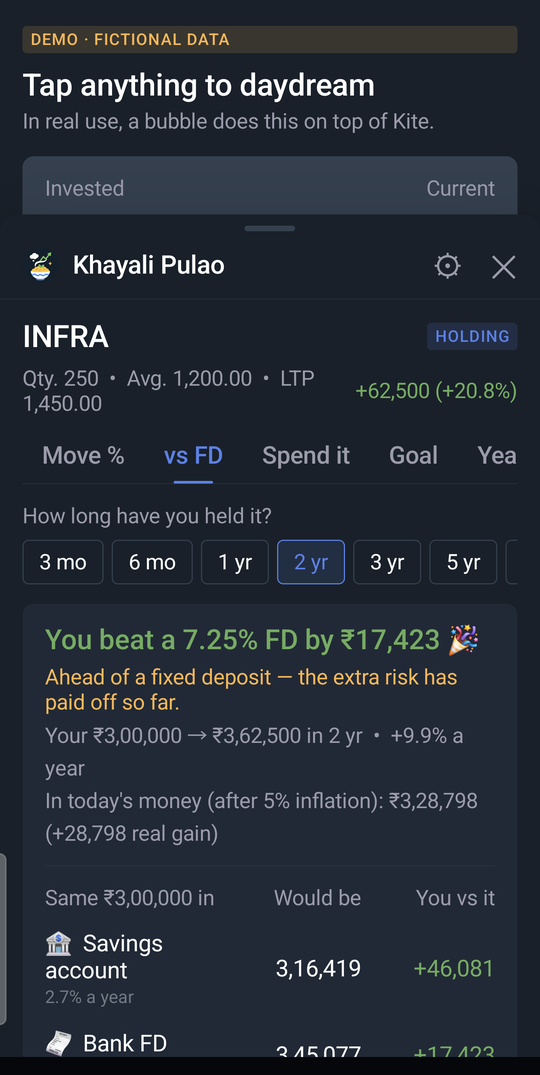 DEMO · FICTIONAL DATA
Tap anything to daydream
In real use, a bubble does this on top of Kite.
Invested Current
Khayali Pulao
INFRA HOLDING
Qty. 250 • Avg. 1,200.00 • LTP
1,450.00
+62,500 (+20.8%)
Move % vs FD Spend it Goal Yea
How long have you held it?
3 mo 6 mo 1 yr 2 yr 3 yr 5 yr
You beat a 7.25% FD by ₹17,423 🎉
Ahead of a fixed deposit — the extra risk has
paid off so far.
Your ₹3,00,000 → ₹3,62,500 in 2 yr • +9.9% a
year
In today's money (after 5% inflation): ₹3,28,798
(+28,798 real gain)
Same ₹3,00,000 in Would be You vs it
🏦 Savings
account
3,16,419 +46,081
2.7% a year
Bank FD 3,45,077 +17,423